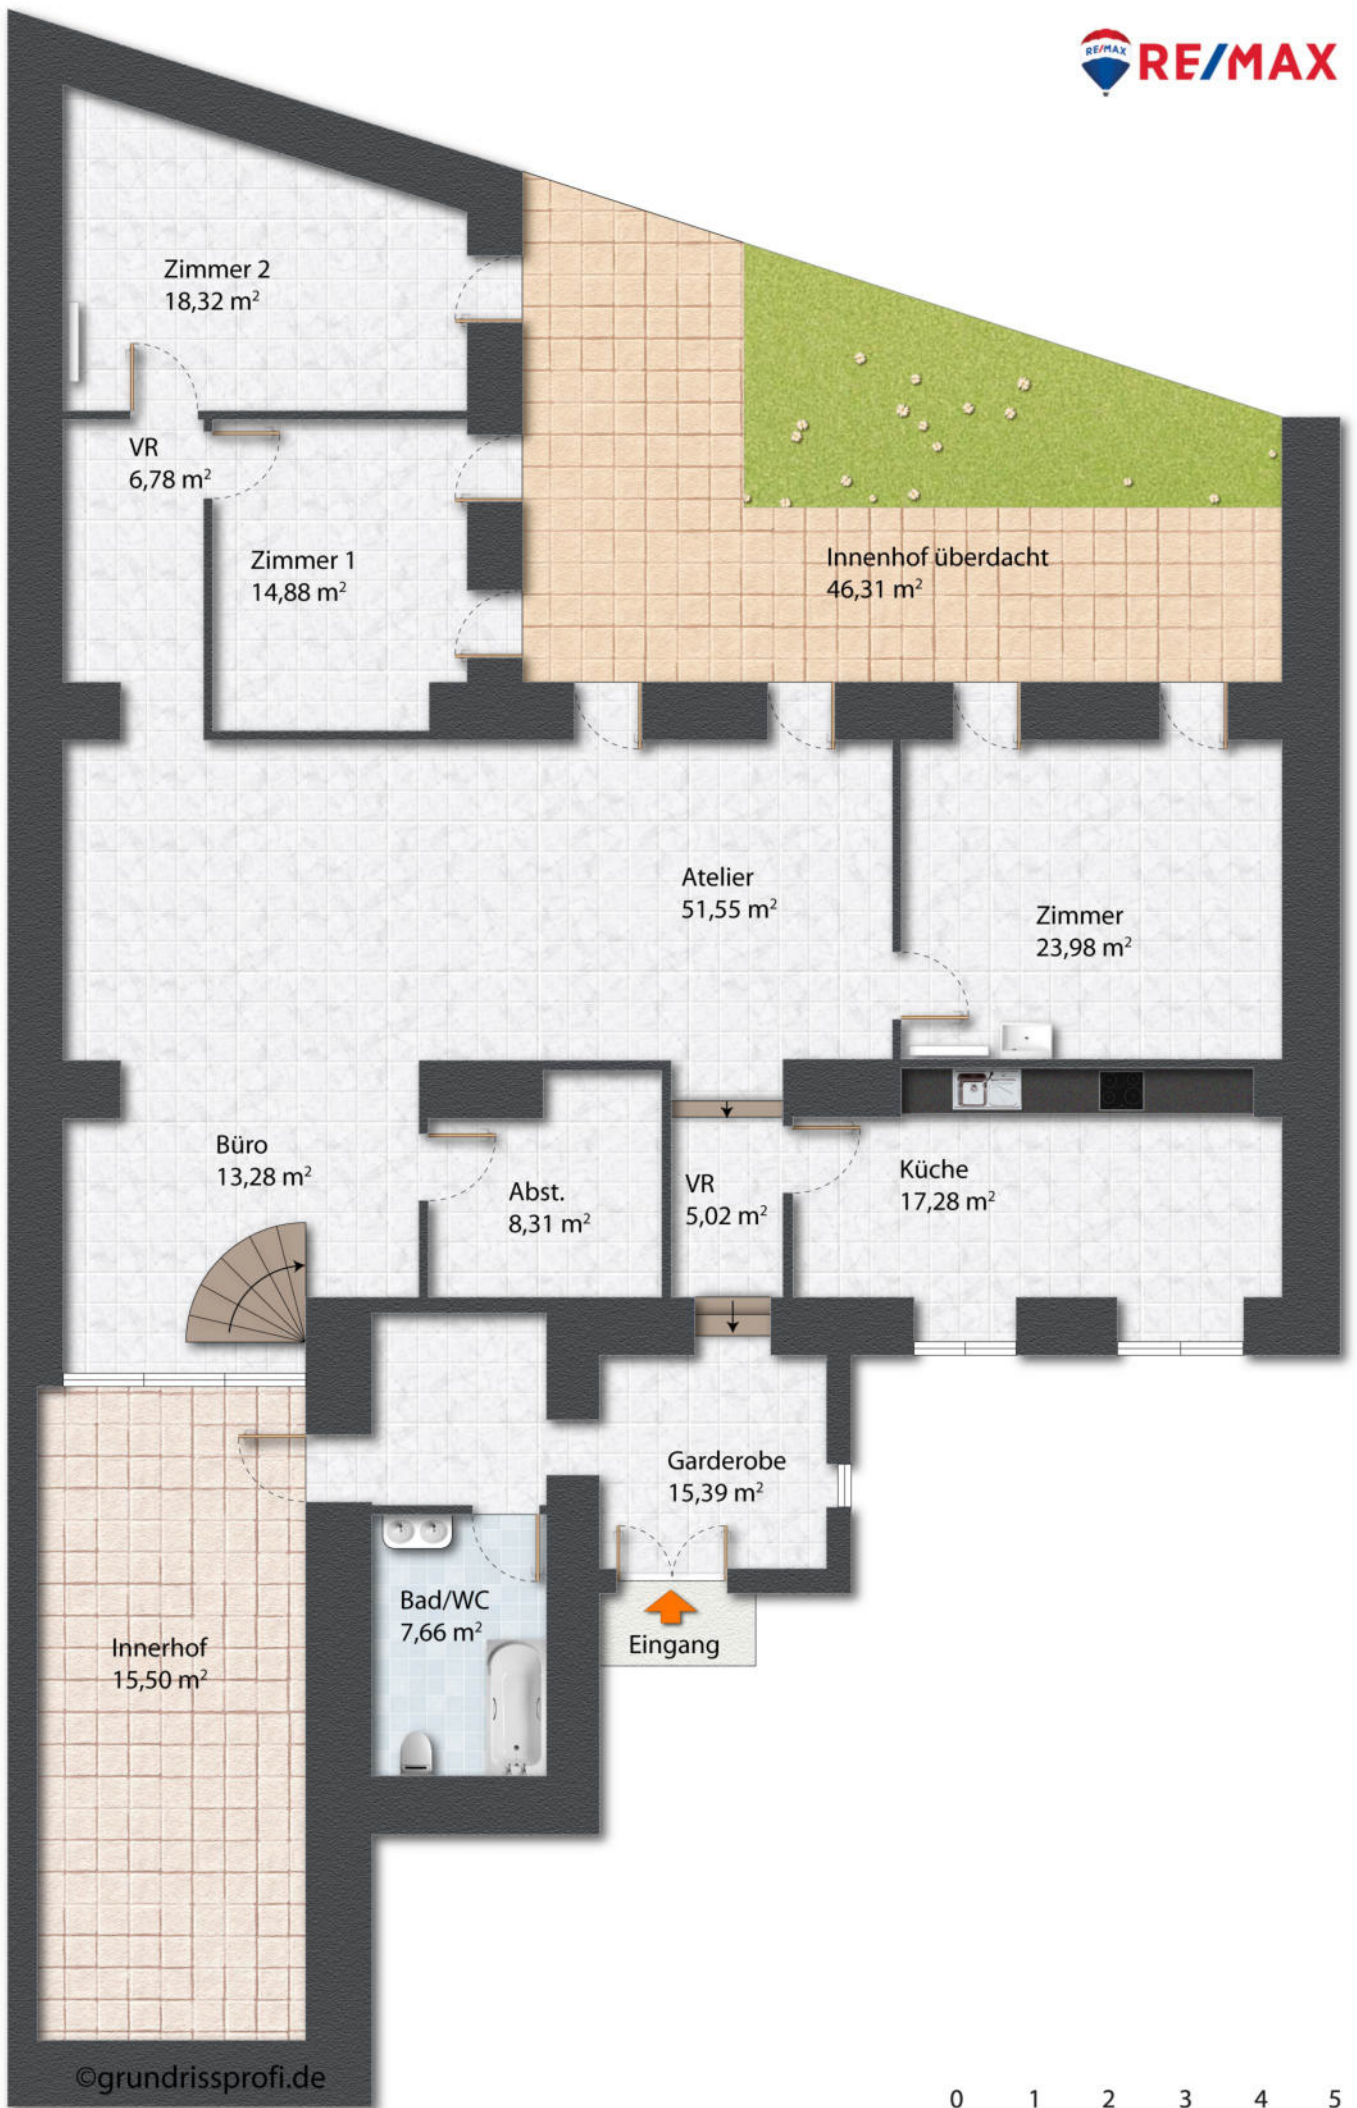 RE/MAX
RE/MAX
Zimmer 2
18,32 m²
VR
6,78 m²
Zimmer 1
14,88 m²
Innenhof überdacht
46,31 m²
Atelier
51,55 m²
Zimmer
23,98 m²
Büro
13,28 m²
Abst.
8,31 m²
VR
5,02 m²
Küche
17,28 m²
Garderobe
15,39 m²
Bad/WC
7,66 m²
Eingang
Innerhof
15,50 m²
©grundrissprofi.de
0 1 2 3 4 5